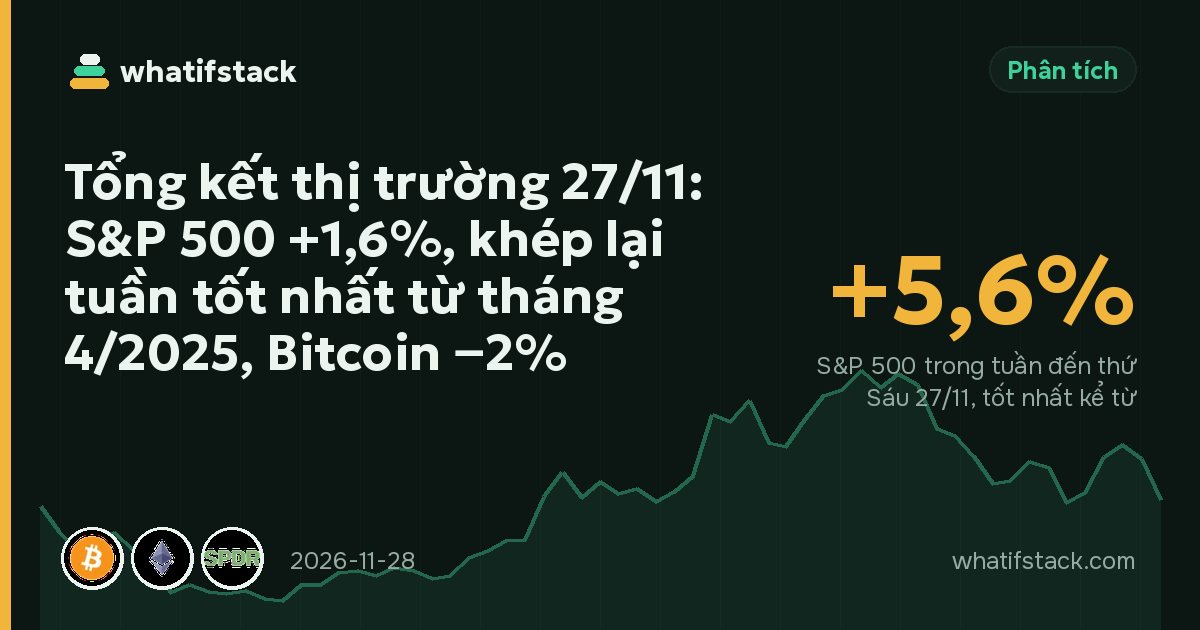 whatifstack
Phân tích
Tổng kết thị trường 27/11:
S&P 500 +1,6%, khép lại
tuần tốt nhất từ tháng
4/2025, Bitcoin −2%
+5,6%
S&P 500 trong tuần đến thứ
Sáu 27/11, tốt nhất kể từ
SPDR
2026-11-28
whatifstack.com